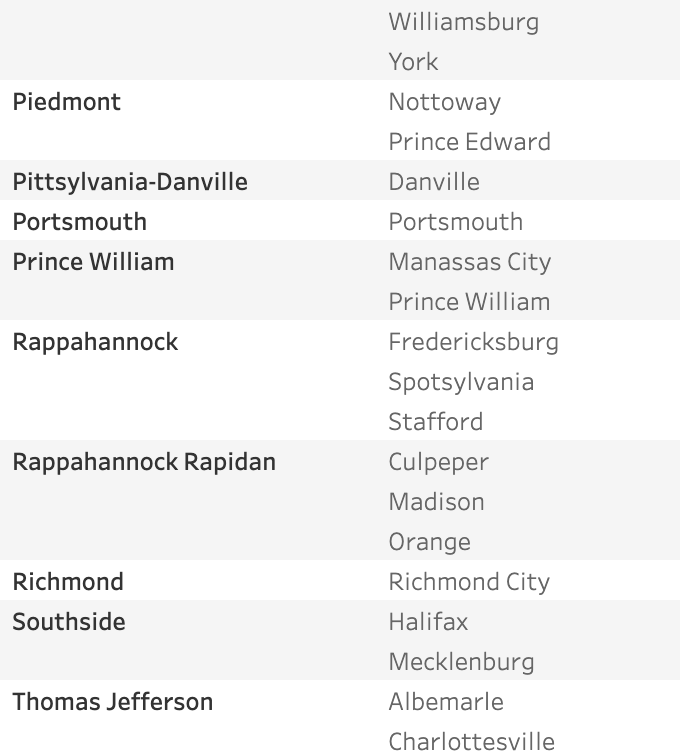 Williamsburg
York
Piedmont Nottoway
Prince Edward
Pittsylvania-Danville Danville
Portsmouth Portsmouth
Prince William Manassas City
Prince William
Rappahannock Fredericksburg
Spotsylvania
Stafford
Rappahannock Rapidan Culpeper
Madison
Orange
Richmond Richmond City
Southside Halifax
Mecklenburg
Thomas Jefferson Albemarle
Charlottesville